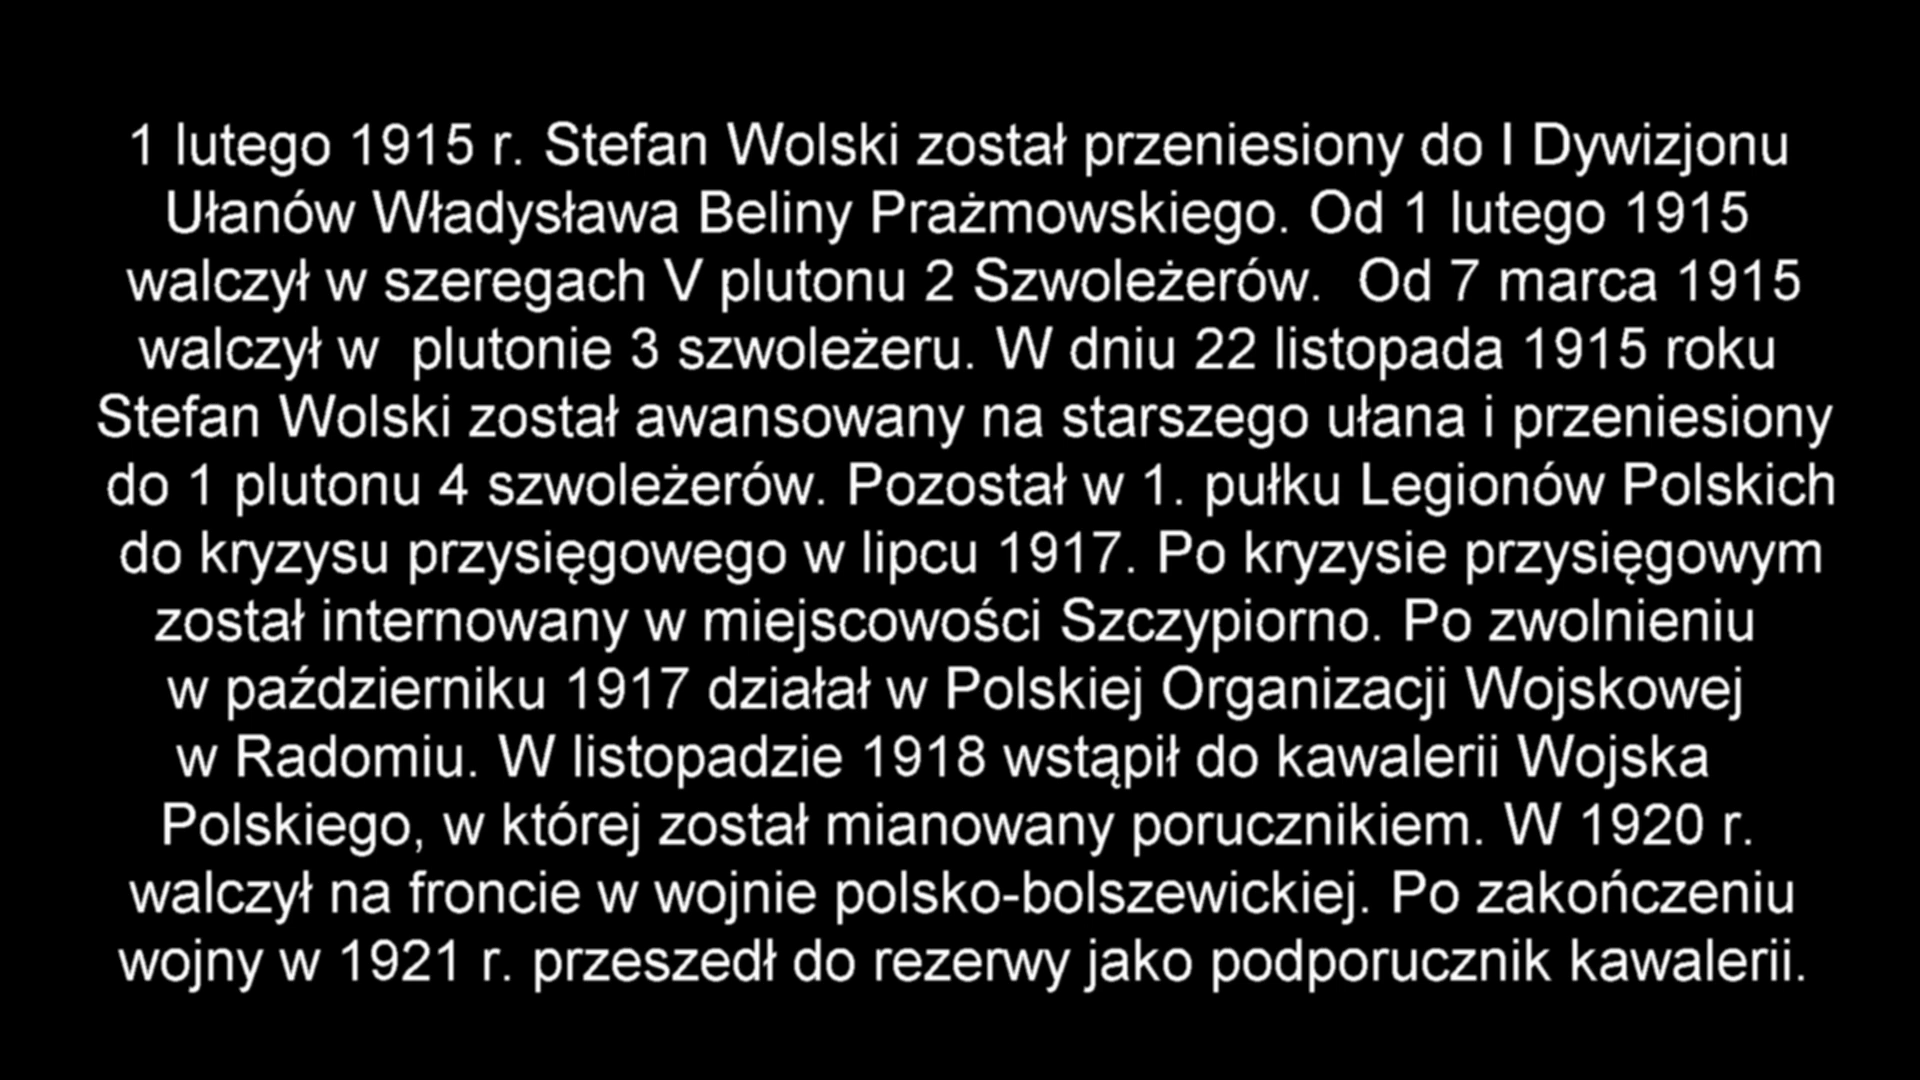 1 lutego 1915 r. Stefan Wolski został przeniesiony do I Dywizjonu
Ułanów Władysława Beliny Prażmowskiego. Od 1 lutego 1915
walczył w szeregach V plutonu 2 Szwoleżerów.  Od 7 marca 1915
walczył w  plutonie 3 szwoleżeru. W dniu 22 listopada 1915 roku
Stefan Wolski został awansowany na starszego ułana i przeniesiony
do 1 plutonu 4 szwoleżerów. Pozostał w 1. pułku Legionów Polskich
do kryzysu przysięgowego w lipcu 1917. Po kryzysie przysięgowym
został internowany w miejscowości Szczypiorno. Po zwolnieniu
w październiku 1917 działał w Polskiej Organizacji Wojskowej
w Radomiu. W listopadzie 1918 wstąpił do kawalerii Wojska
Polskiego, w której został mianowany porucznikiem. W 1920 r.
walczył na froncie w wojnie polsko-bolszewickiej. Po zakończeniu
wojny w 1921 r. przeszedł do rezerwy jako podporucznik kawalerii.